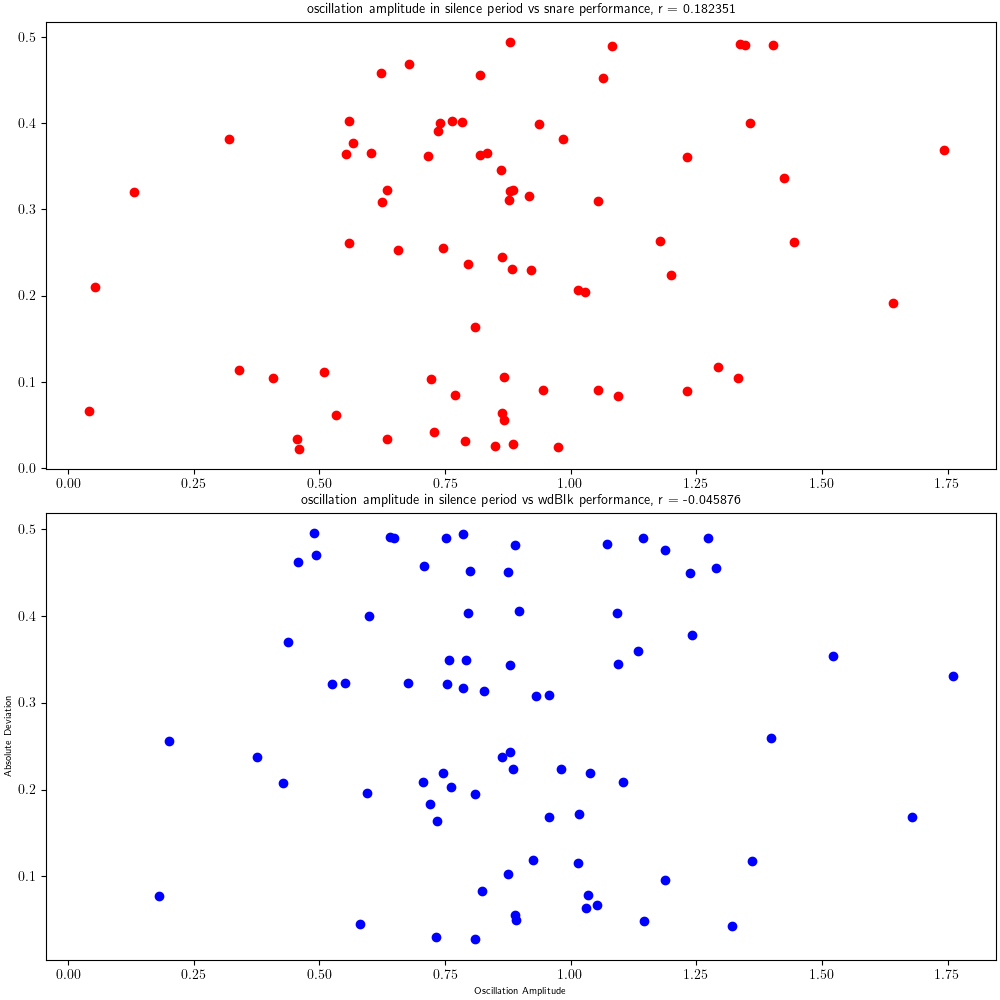 oscillation amplitude in silence period vs snare performance, r = 0.182351
0.5
0.4
0.3
0.2
0.1
0.0
0.00 0.25 0.50 0.75 1.00 1.25 1.50 1.75
oscillation amplitude in silence period vs wdBlk performance, r = -0.045876
0.5
0.4
0.3
0.2
0.1
Absolute Deviation
0.00 0.25 0.50 0.75 1.00 1.25 1.50 1.75
Oscillation Amplitude